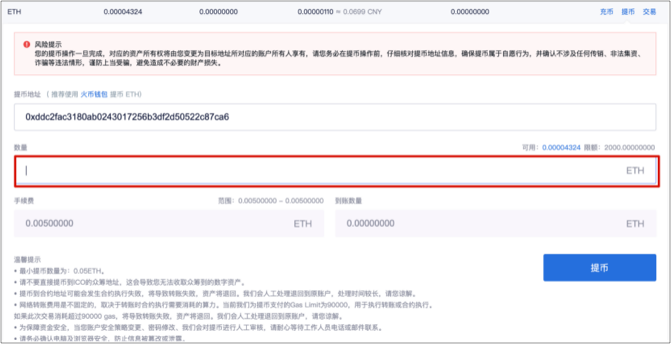 ETH 0.00004324 0.00000000 0.00000110 ≈ 0.0699 CNY 0.00000000 充币 提币 交易
风险提示
您的提币操作一旦完成，对应的资产所有权将由您变更为目标地址所对应的账户所有人享有，请您务必在提币操作前，仔细核对提币地址信息，确保提币属于自愿行为，并确认不涉及任何传销、非法集资、
诈骗等违法情形，谨防上当受骗，避免造成不必要的财产损失。
提币地址 （ 推荐使用 火币钱包 提币 ETH）
0xddc2fac3180ab0243017256b3df2d50522c87ca6
数量 可用：0.00004324 限额：2000.00000000
ETH
手续费 范围：0.00500000 ~ 0.00500000 到账数量
0.00500000 ETH 0.00000000 ETH
温馨提示
• 最小提币数量为：0.05ETH。
• 请不要直接提币到ICO的众筹地址，这会导致您无法收取众筹到的数字资产。
• 提币到合约地址可能会发生合约执行失败，将导致转账失败，资产将退回。我们会人工处理退回到原账户，处理时间较长，请您谅解。
• 网络转账费用是不固定的，取决于转账时合约执行需要消耗的算力。当前我们为提币支付的Gas Limit为90000，用于执行转账或合约执行。
如果此次交易消耗超过90000 gas，将导致转账失败，资产将退回。我们会人工处理退回到原账户，请您谅解。
• 为保障资金安全，当您账户安全策略变更、密码修改、我们会对提币进行人工审核，请耐心等待工作人员电话或邮件联系。
• 请务必确认电脑及浏览器安全，防止信息被篡改或泄露。
提币